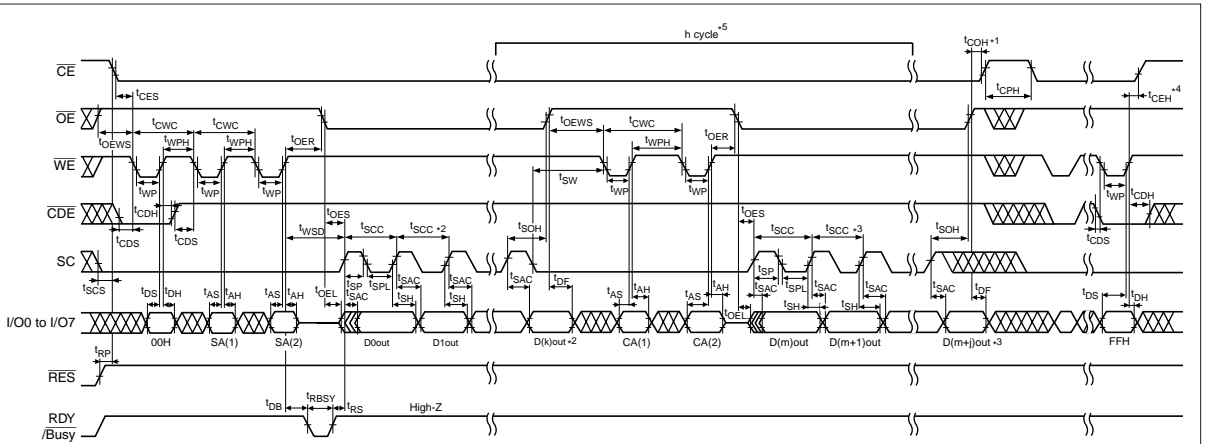 h cycle*5
tCOH*1
CE
tCES
tCPH
tCEH*4
OE
tOEWS
tCWC
tCWC
tWPH
tWPH
tOER
tOEWS
tCWC
tWPH
tOER
WE
tWP
tWP
tWP
tSW
tWP
tWP
tWP
tCDH
tCDH
CDE
tCDS
tCDS
tOES
tWSD
tSCC
tSCC *2
tSOH
tOES
tSCC
tSCC *3
tSOH
tCDS
SC
tSCS
tSP
tSPL
tSAC
tSAC
tSAC
tSH
tSH
tSAC
tDF
tSP
tSPL
tSAC
tSAC
tSAC
tSH
tSH
tSAC
tDF
tDS
tDH
tAS
tAH
tAS
tAH
tOEL
tAS
tAH
tAS
tAH
tOEL
tDS
tDH
I/O0 to I/O7
00H
SA(1)
SA(2)
D0out
D1out
D(k)out*2
CA(1)
CA(2)
D(m)out
D(m+1)out
D(m+j)out*3
FFH
tRP
RES
tDB
tRBSY
tRS
High-Z
RDY
/Busy